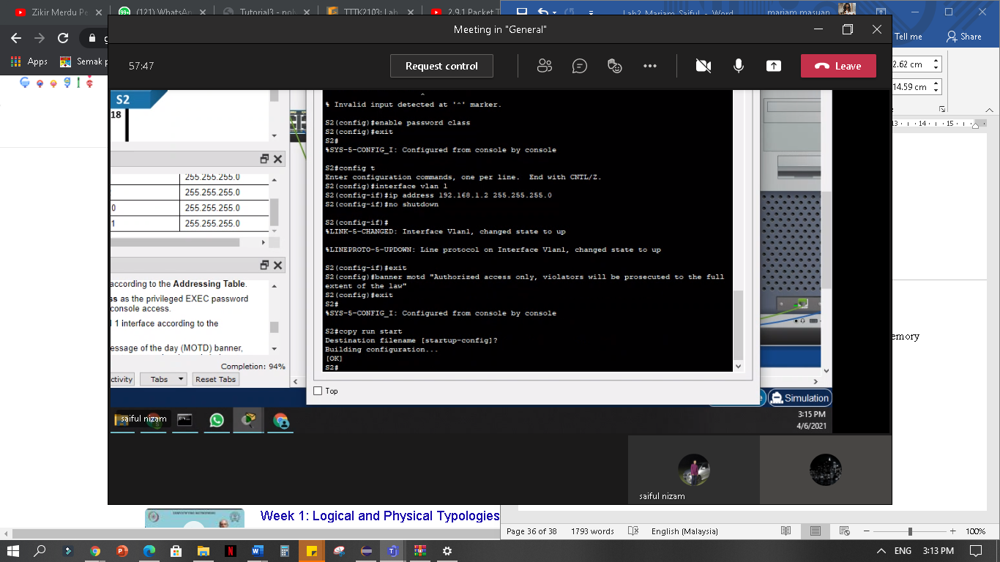 Zikir Merdu Pe
(121) WhatsA
Tutorial3 - pol
TTTK2103: Lab
2.9.1 Packet T
Lab2_Mariam_Saiful - Word
mariam masuan
Meeting in "General"
Tell me
Share
Apps
Semak p
57:47
Request control
Leave
2.62 cm
14.59 cm
S2
18
255.255.255.0
255.255.255.0
0
255.255.255.0
1
255.255.255.0
according to the Addressing Table.
ss as the privileged EXEC password
console access.
1 interface according to the
essage of the day (MOTD) banner,
Completion: 94%
ctivity
Tabs
Reset Tabs
^
% Invalid input detected at '^' marker.
S2(config)#enable password class
S2(config)#exit
S2#
%SYS-5-CONFIG_I: Configured from console by console
S2#config t
Enter configuration commands, one per line.  End with CNTL/Z.
S2(config)#interface vlan 1
S2(config-if)#ip address 192.168.1.2 255.255.255.0
S2(config-if)#no shutdown
S2(config-if)#
%LINK-5-CHANGED: Interface Vlan1, changed state to up
%LINEPROTO-5-UPDOWN: Line protocol on Interface Vlan1, changed state to up
S2(config-if)#exit
S2(config)#banner motd "Authorized access only, violators will be prosecuted to the full
extent of the law"
S2(config)#exit
S2#
%SYS-5-CONFIG_I: Configured from console by console
S2#copy run start
Destination filename [startup-config]?
Building configuration...
[OK]
S2#
Top
13 14 15
emory
Simulation
saiful nizam
3:15 PM
4/6/2021
saiful nizam
Week 1: Logical and Physical Typologies
Page 36 of 38
1793 words
English (Malaysia)
100%
ENG
3:13 PM